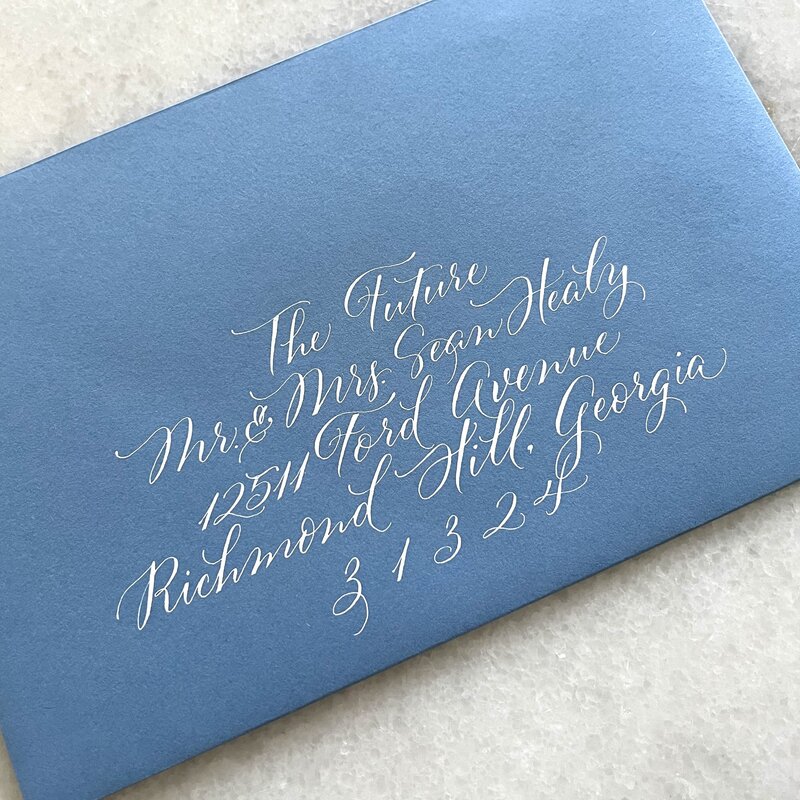 The Future
Mr. & Mrs. Sean Healy
12511 Ford Avenue
Richmond Hill, Georgia
31324